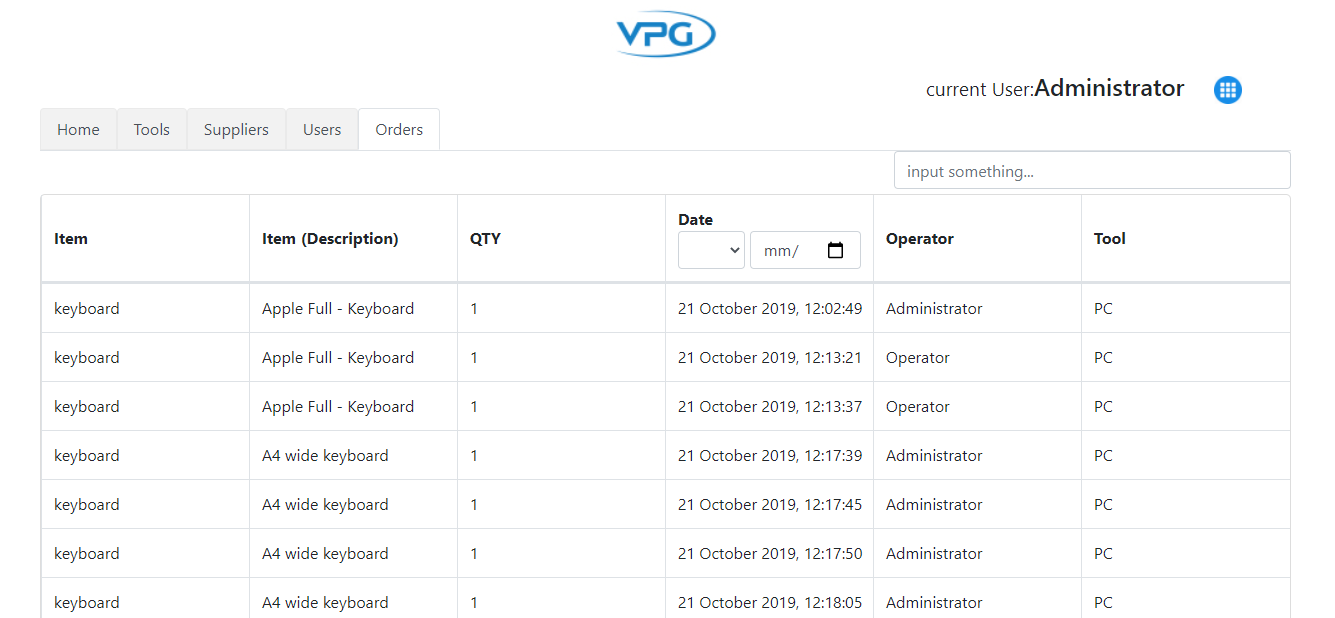 VPG
current User:Administrator
Home Tools Suppliers Users Orders
input something...
Item Item (Description) QTY Date Operator Tool
mm/
keyboard Apple Full - Keyboard 1 21 October 2019, 12:02:49 Administrator PC
keyboard Apple Full - Keyboard 1 21 October 2019, 12:13:21 Operator PC
keyboard Apple Full - Keyboard 1 21 October 2019, 12:13:37 Operator PC
keyboard A4 wide keyboard 1 21 October 2019, 12:17:39 Administrator PC
keyboard A4 wide keyboard 1 21 October 2019, 12:17:45 Administrator PC
keyboard A4 wide keyboard 1 21 October 2019, 12:17:50 Administrator PC
keyboard A4 wide keyboard 1 21 October 2019, 12:18:05 Administrator PC